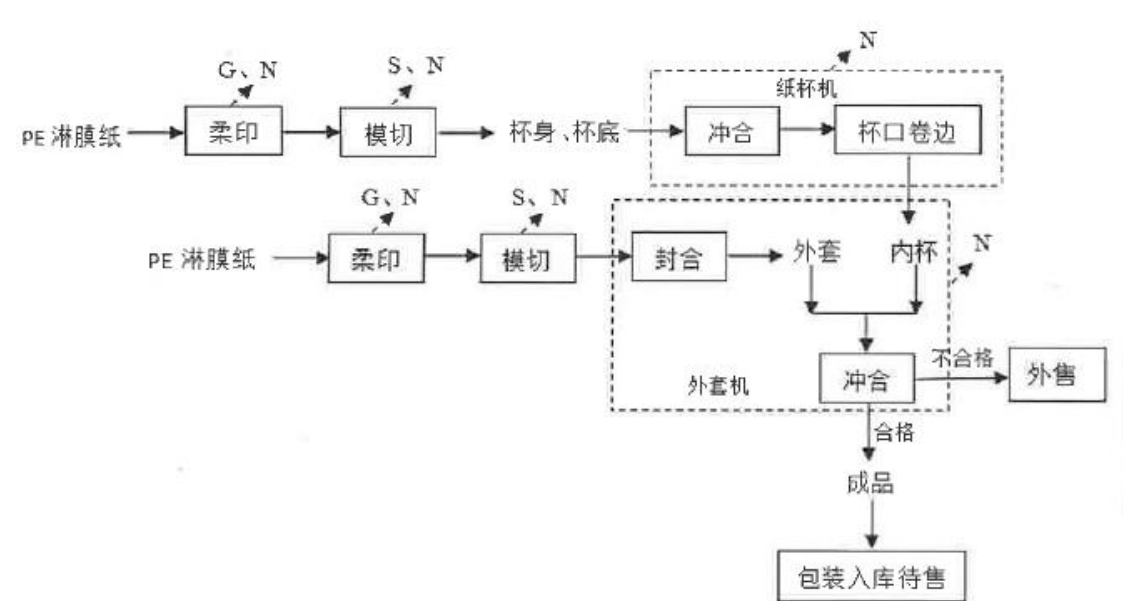 N
G、N
S、N
纸杯机
PE 淋膜纸
柔印
模切
杯身、杯底
冲合
杯口卷边
G、N
S、N
PE 淋膜纸
柔印
模切
封合
外套
内杯
N
外套机
冲合
不合格
外售
合格
成品
包装入库待售